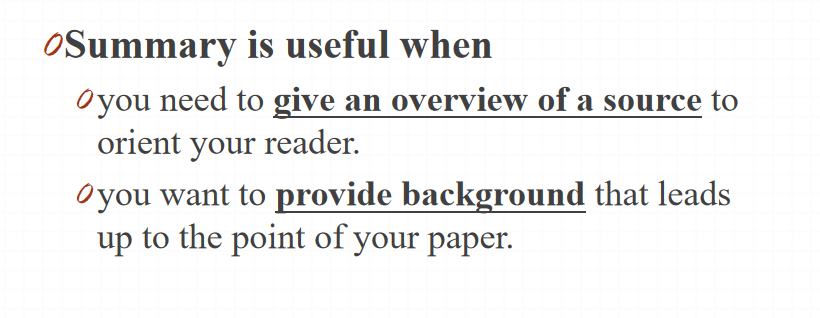 Summary is useful when
you need to give an overview of a source to
orient your reader.
you want to provide background that leads
up to the point of your paper.